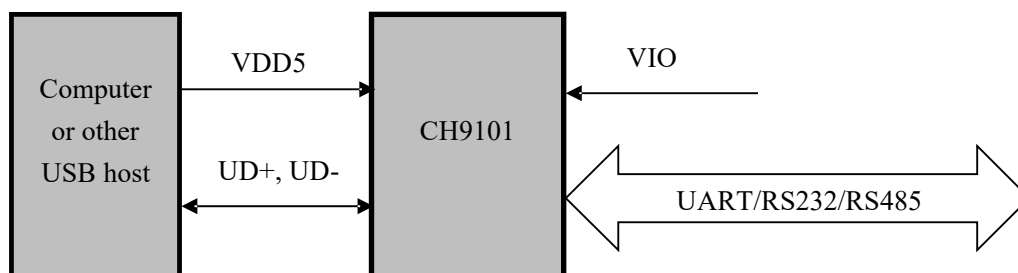 Computer
or other
USB host
VDD5
UD+, UD-
CH9101
VIO
UART/RS232/RS485